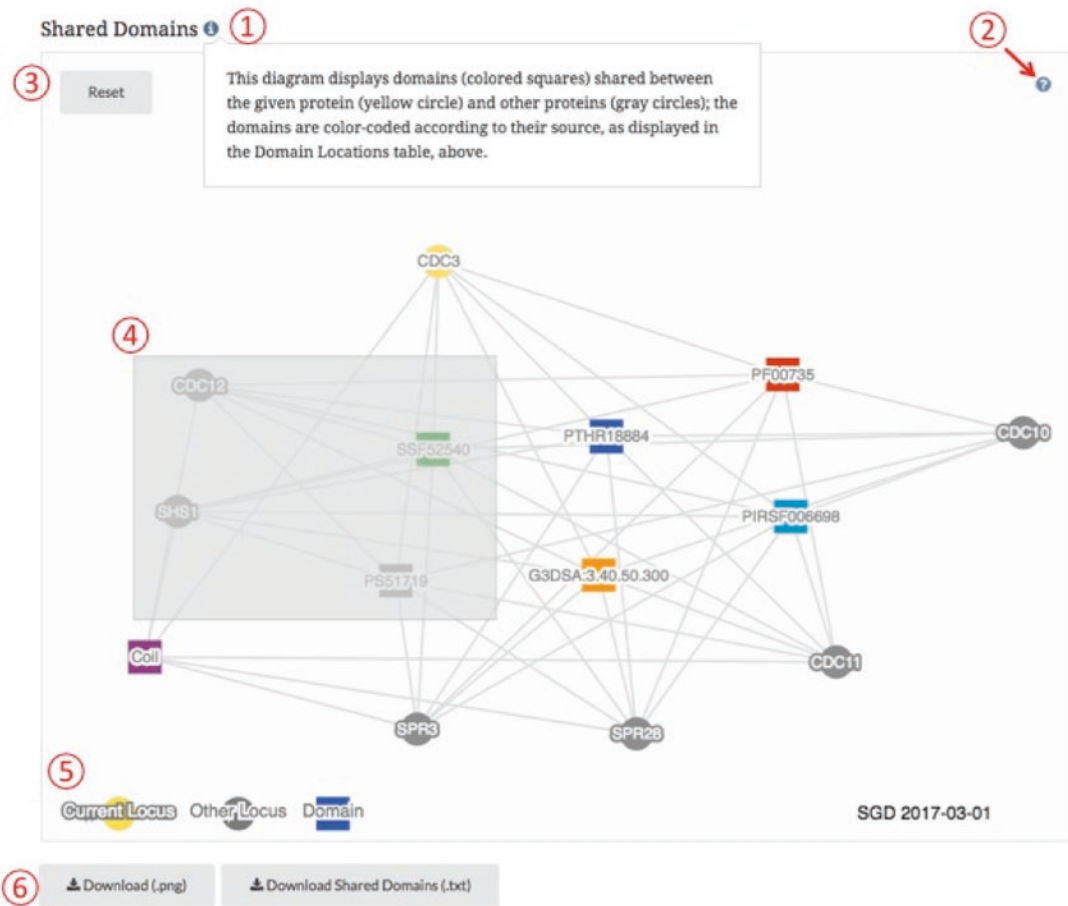 Shared Domains
①
②
③
Reset
This diagram displays domains (colored squares) shared between
the given protein (yellow circle) and other proteins (gray circles); the
domains are color-coded according to their source, as displayed in
the Domain Locations table, above.
?
CDC3
④
CDC12
PF00735
SSF52540
PTHR18884
CDC10
SHS1
PIRSF006698
PS51719
G3DSA:3.40.50.300
Coil
CDC11
SPR3
SPR28
⑤
Current Locus Other Locus Domain
SGD 2017-03-01
⑥
Download (.png) Download Shared Domains (.txt)